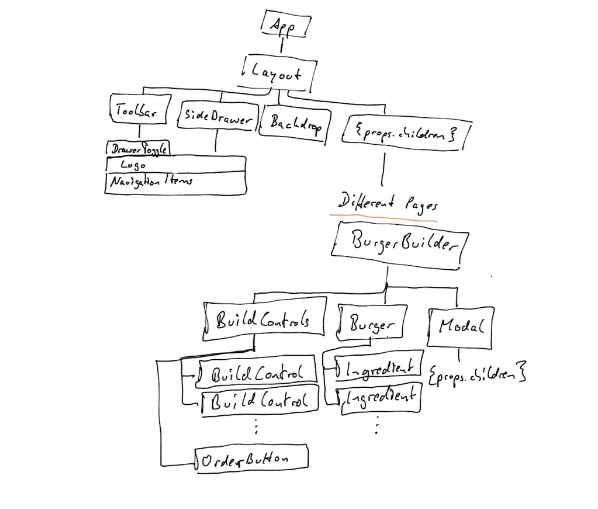 App
Layout
Toolbar
SideDrawer
Backdrop
{props.children}
DrawerToggle
Logo
Navigation Items
Different Pages
BurgerBuilder
BuildControls
Burger
Modal
BuildControl
Ingredient
{props.children}
BuildControl
Ingredient
⋮
⋮
OrderButton